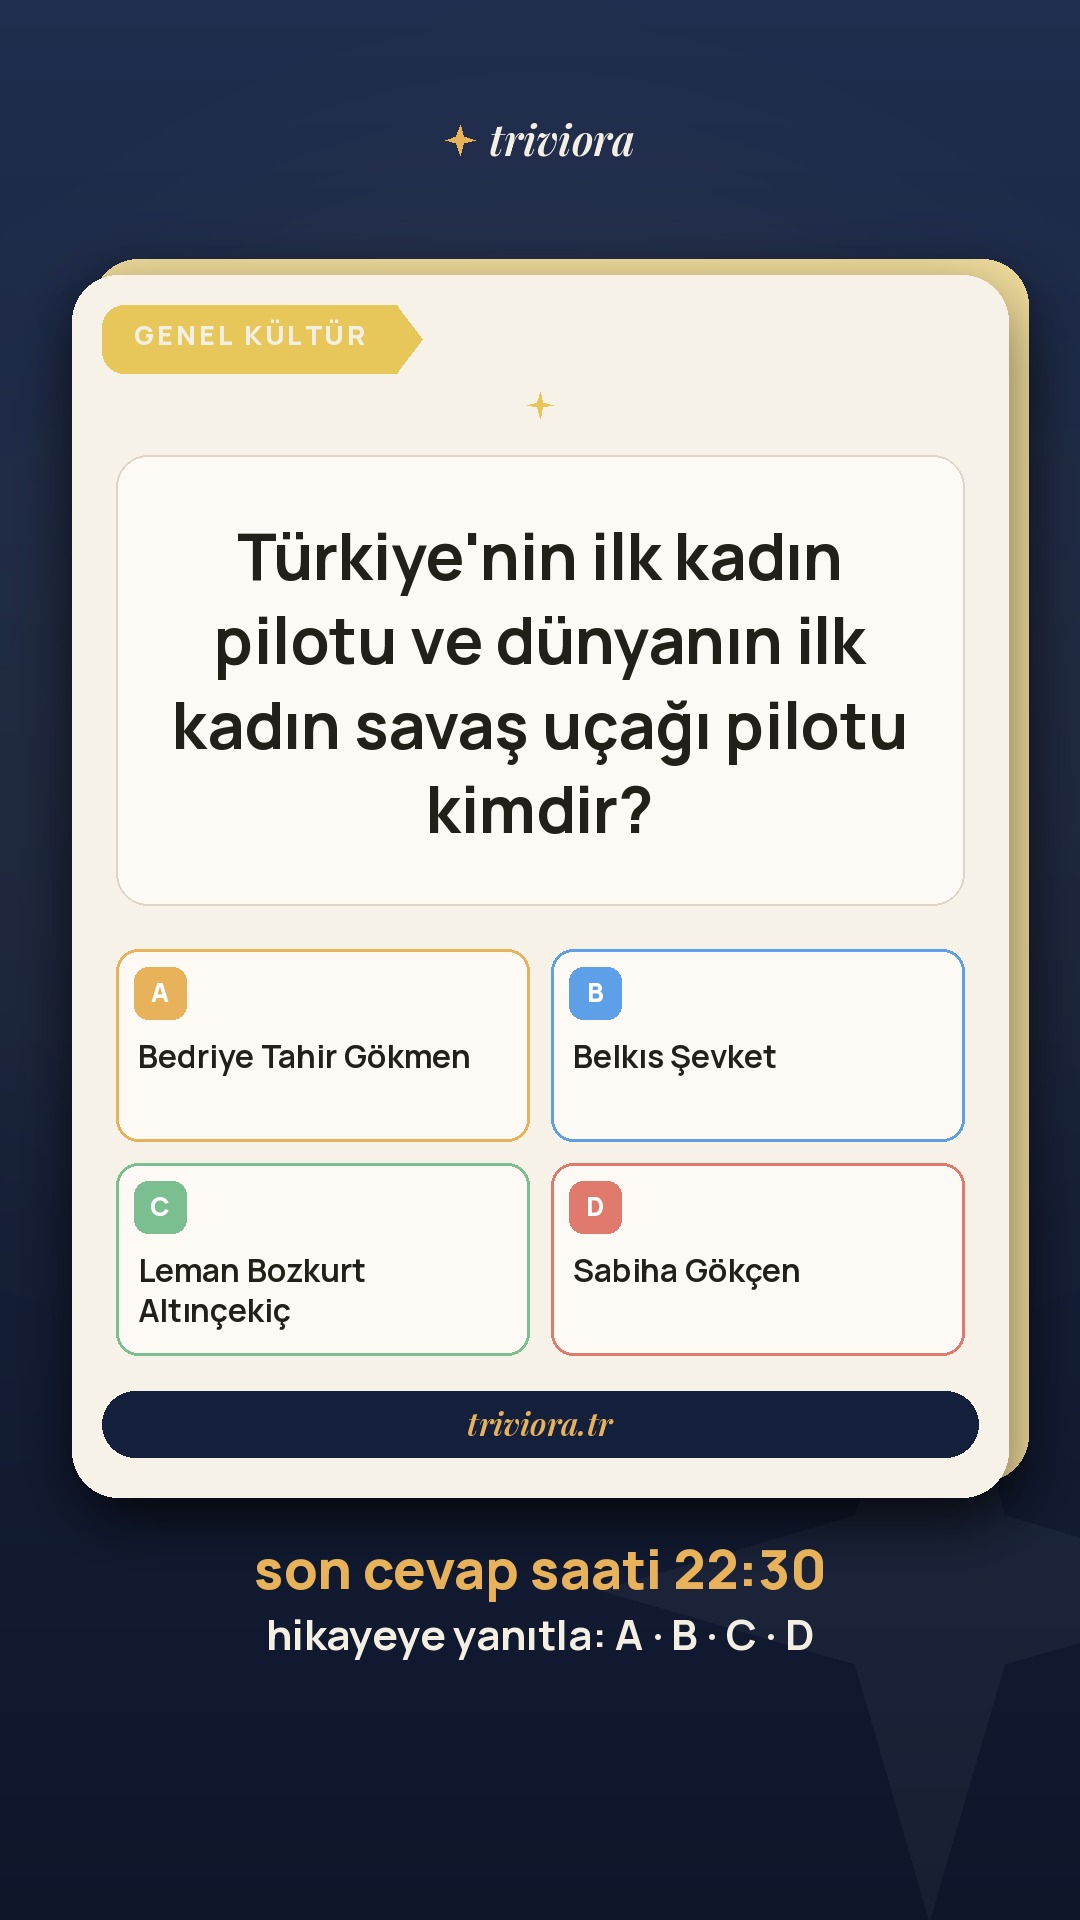 triviora
GENEL KÜLTÜR
Türkiye'nin ilk kadın
pilotu ve dünyanın ilk
kadın savaş uçağı pilotu
kimdir?
A
Bedriye Tahir Gökmen
B
Belkıs Şevket
C
Leman Bozkurt
Altınçekiç
D
Sabiha Gökçen
triviora.tr
son cevap saati 22:30
hikayeye yanıtla: A · B · C · D